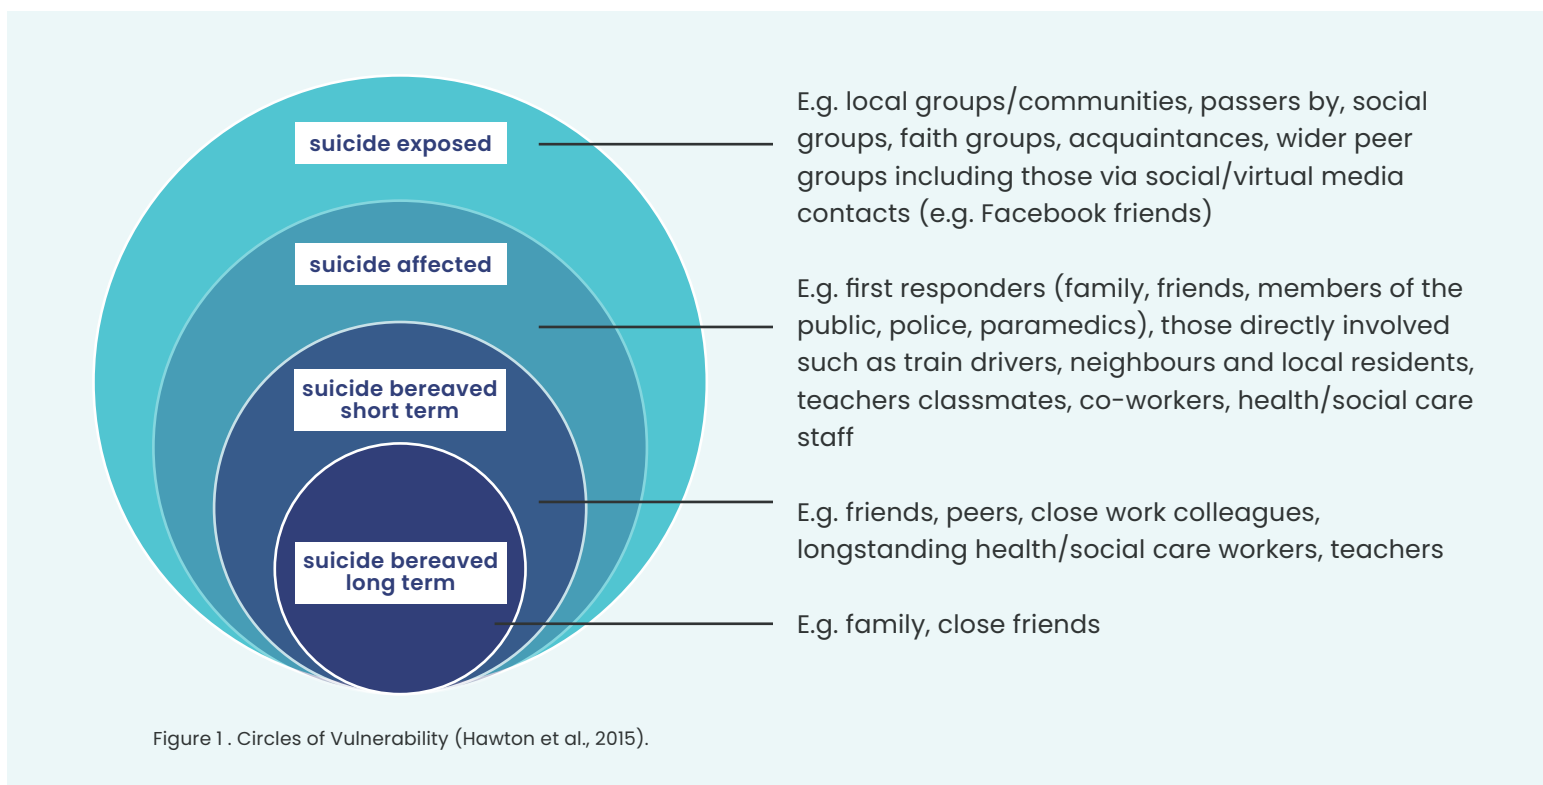 suicide exposed
E.g. local groups/communities, passers by, social
groups, faith groups, acquaintances, wider peer
groups including those via social/virtual media
contacts (e.g. Facebook friends)
suicide affected
E.g. first responders (family, friends, members of the
public, police, paramedics), those directly involved
such as train drivers, neighbours and local residents,
teachers classmates, co-workers, health/social care
staff
suicide bereaved
short term
E.g. friends, peers, close work colleagues,
longstanding health/social care workers, teachers
suicide bereaved
long term
E.g. family, close friends
Figure 1 . Circles of Vulnerability (Hawton et al., 2015).